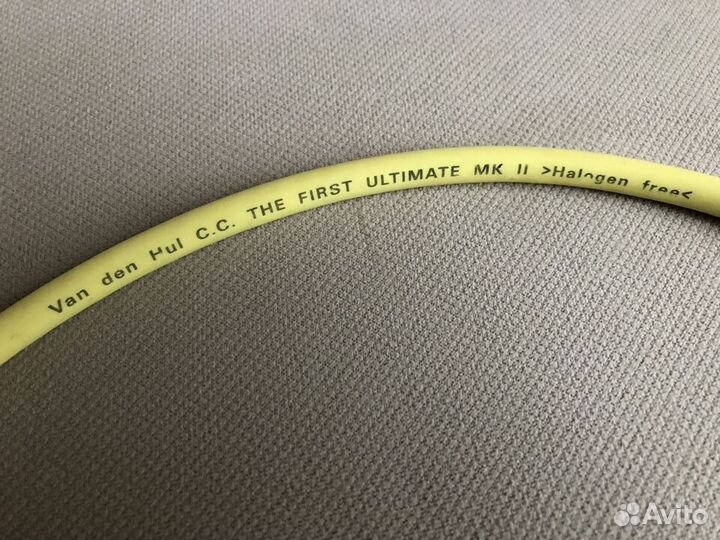 Van den Hul C.C. THE FIRST ULTIMATE MK II >Halogen free<
Avito